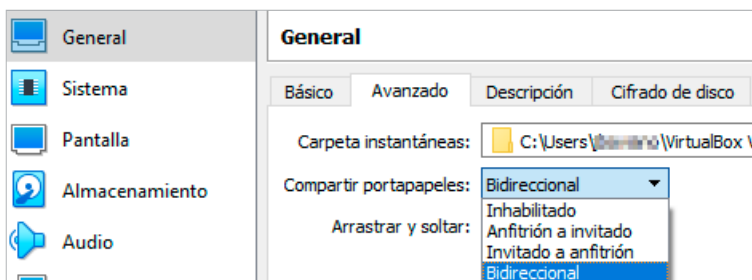 General
Sistema
Pantalla
Almacenamiento
Audio
General
Básico Avanzado Descripción Cifrado de disco
Carpeta instantáneas: C:\Users\ \VirtualBox
Compartir portapapeles: Bidireccional
Arrastrar y soltar:
Inhabilitado
Anfitrión a invitado
Invitado a anfitrión
Bidireccional